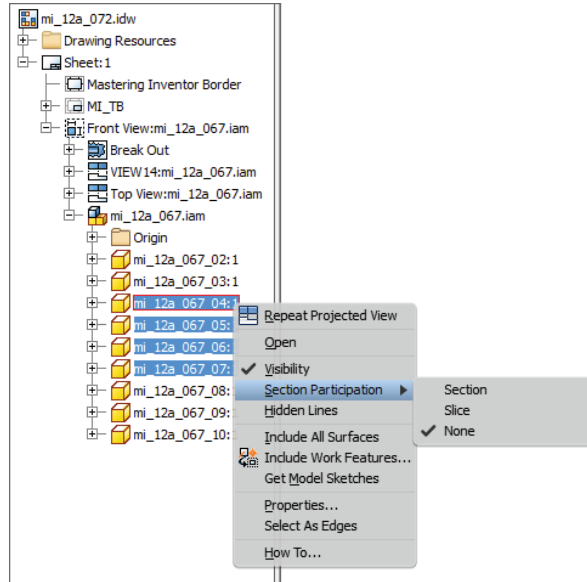 mi_12a_072.idw
Drawing Resources
Sheet:1
Mastering Inventor Border
MI_TB
Front View:mi_12a_067.iam
Break Out
VIEW14:mi_12a_067.iam
Top View:mi_12a_067.iam
mi_12a_067.iam
Origin
mi_12a_067_02:1
mi_12a_067_03:1
mi_12a_067_04:1
mi_12a_067_05:
mi_12a_067_06:
mi_12a_067_07:
mi_12a_067_08:
mi_12a_067_09:
mi_12a_067_10:
Repeat Projected View
Open
Visibility
Section Participation
Hidden Lines
Include All Surfaces
Include Work Features...
Get Model Sketches
Properties...
Select As Edges
How To...
Section
Slice
None